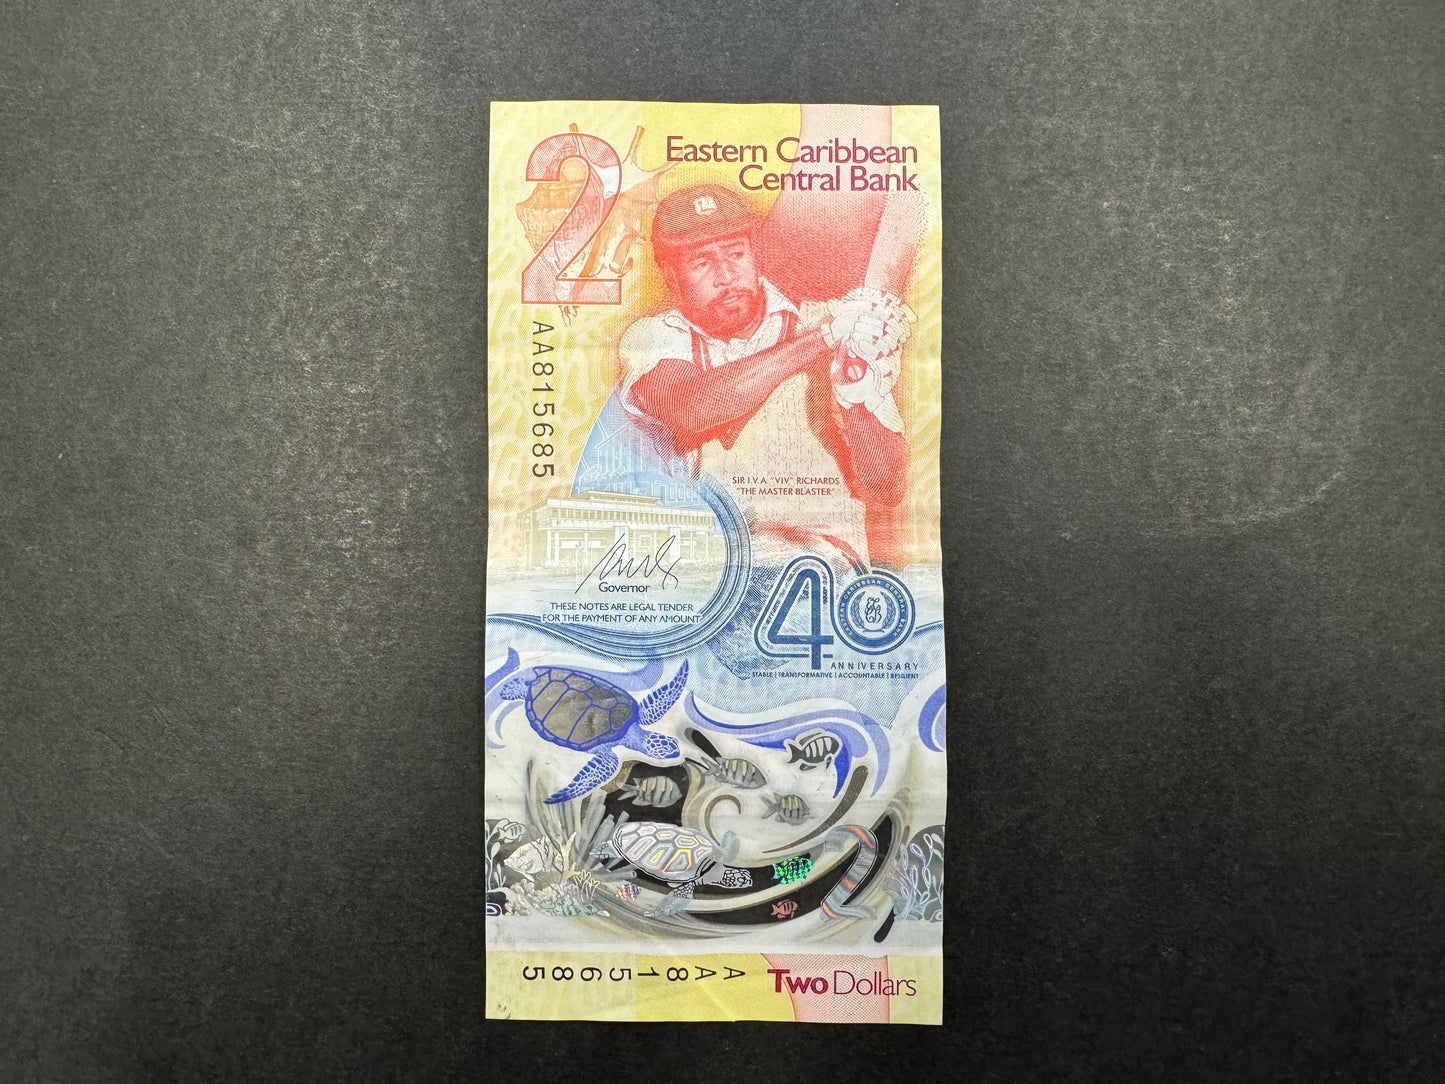 2
Eastern Caribbean
Central Bank
AA815685
SIR I.V.A "VIV" RICHARDS
"THE MASTER BLASTER"
Governor
THESE NOTES ARE LEGAL TENDER
FOR THE PAYMENT OF ANY AMOUNT
40
EASTERN CARIBBEAN CENTRAL BANK
ANNIVERSARY
STABLE | TRANSFORMATIVE | ACCOUNTABLE | RESILIENT
2
AA815685
Two Dollars